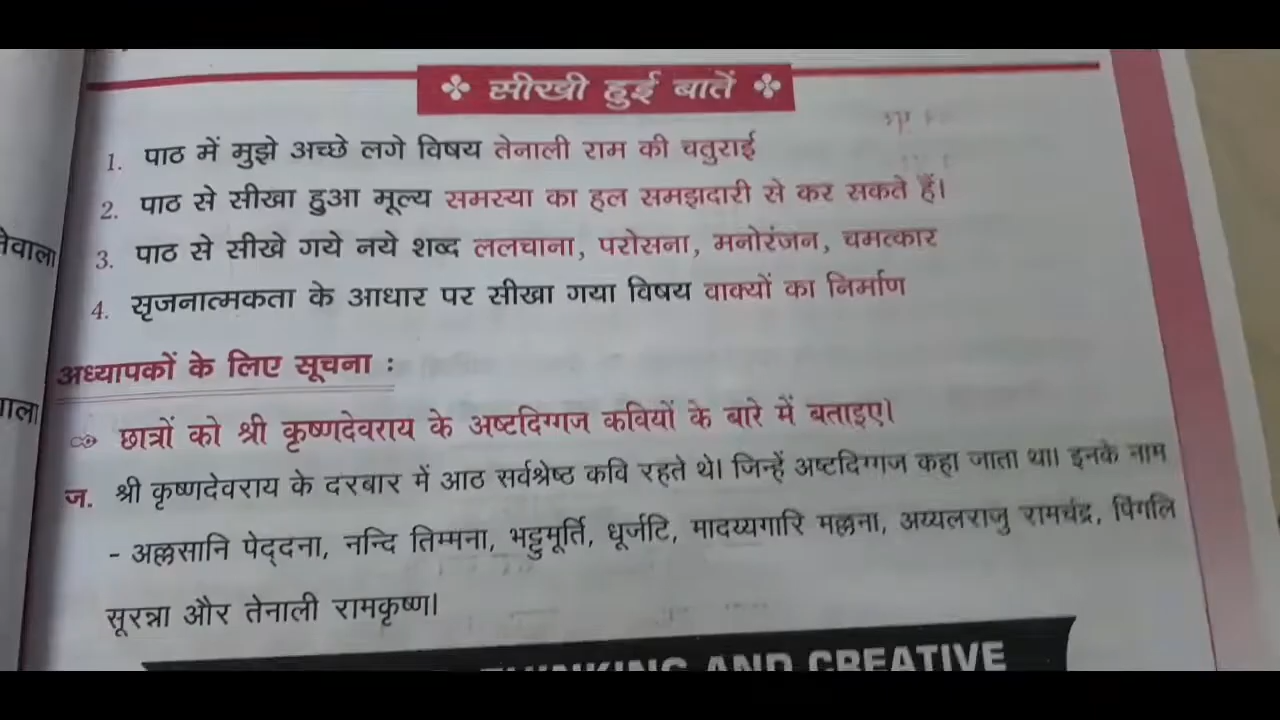 ❖ सीखी हुई बातें ❖
1. पाठ में मुझे अच्छे लगे विषय तेनाली राम की चतुराई
2. पाठ से सीखा हुआ मूल्य समस्या का हल समझदारी से कर सकते हैं।
3. पाठ से सीखे गये नये शब्द ललचाना, परोसना, मनोरंजन, चमत्कार
4. सृजनात्मकता के आधार पर सीखा गया विषय वाक्यों का निर्माण
अध्यापकों के लिए सूचना :
छात्रों को श्री कृष्णदेवराय के अष्टदिग्गज कवियों के बारे में बताइए।
ज. श्री कृष्णदेवराय के दरबार में आठ सर्वश्रेष्ठ कवि रहते थे। जिन्हें अष्टदिग्गज कहा जाता था। इनके नाम
- अल्लसानि पेद्दना, नन्दि तिम्मना, भट्टुमूर्ति, धूर्जटि, मादय्यगारि मल्लना, अय्यलराजु रामचंद्र, पिंगलि
सूरन्ना और तेनाली रामकृष्ण।
THINKING AND CREATIVE